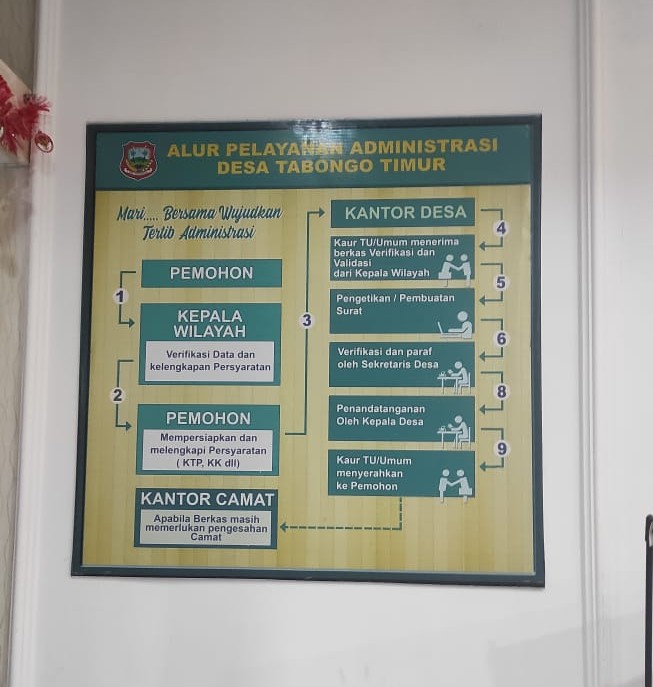 ALUR PELAYANAN ADMINISTRASI
DESA TABONGO TIMUR
Mari..... Bersama Wujudkan
Tertib Administrasi
PEMOHON
1
KEPALA
WILAYAH
Verifikasi Data dan
kelengkapan Persyaratan
2
PEMOHON
Mempersiapkan dan
melengkapi Persyaratan
( KTP, KK dll)
KANTOR CAMAT
Apabila Berkas masih
memerlukan pengesahan
Camat
3
KANTOR DESA
4
Kaur TU/Umum menerima
berkas Verifikasi dan
Validasi
dari Kepala Wilayah
5
Pengetikan / Pembuatan
Surat
6
Verifikasi dan paraf
oleh Sekretaris Desa
8
Penandatanganan
Oleh Kepala Desa
9
Kaur TU/Umum
menyerahkan
ke Pemohon